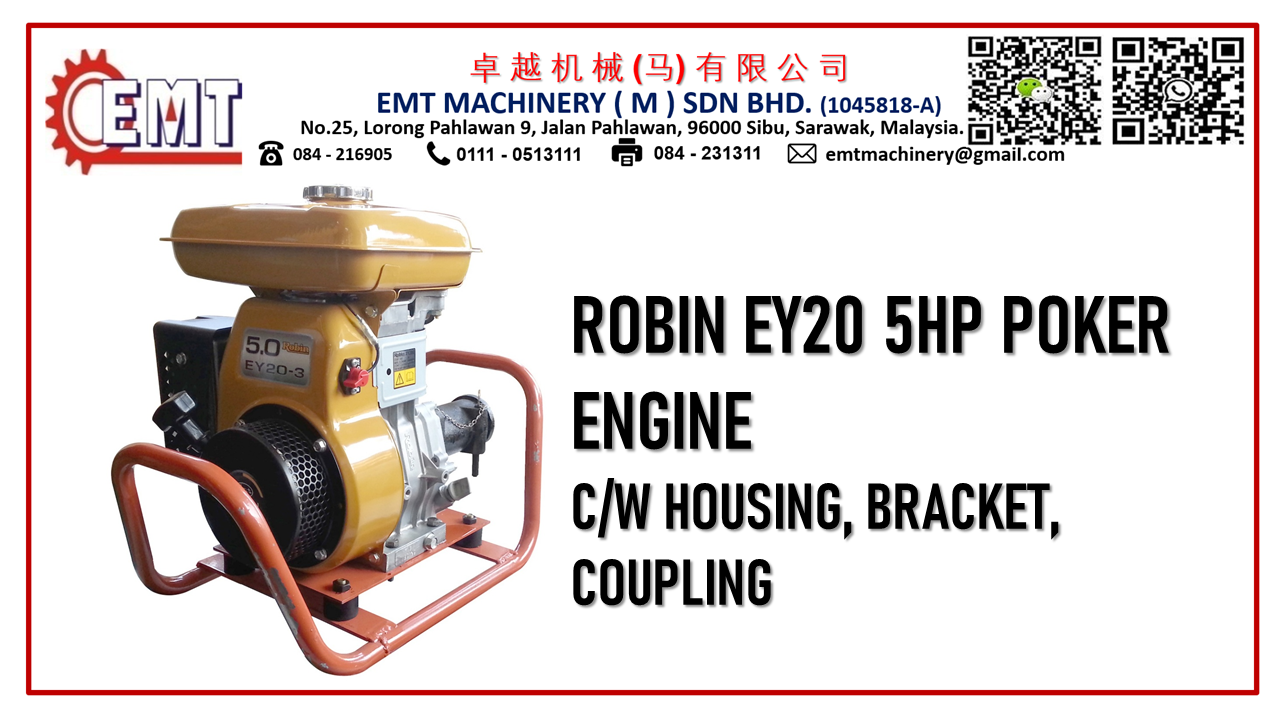 EMT
卓越机械(马)有限公司
EMT MACHINERY ( M ) SDN BHD. (1045818-A)
No.25, Lorong Pahlawan 9, Jalan Pahlawan, 96000 Sibu, Sarawak, Malaysia.
084 - 216905 0111 - 0513111 084 - 231311 emtmachinery@gmail.com
5.0 Robin
EY20-3
ROBIN EY20 5HP POKER
ENGINE
C/W HOUSING, BRACKET,
COUPLING